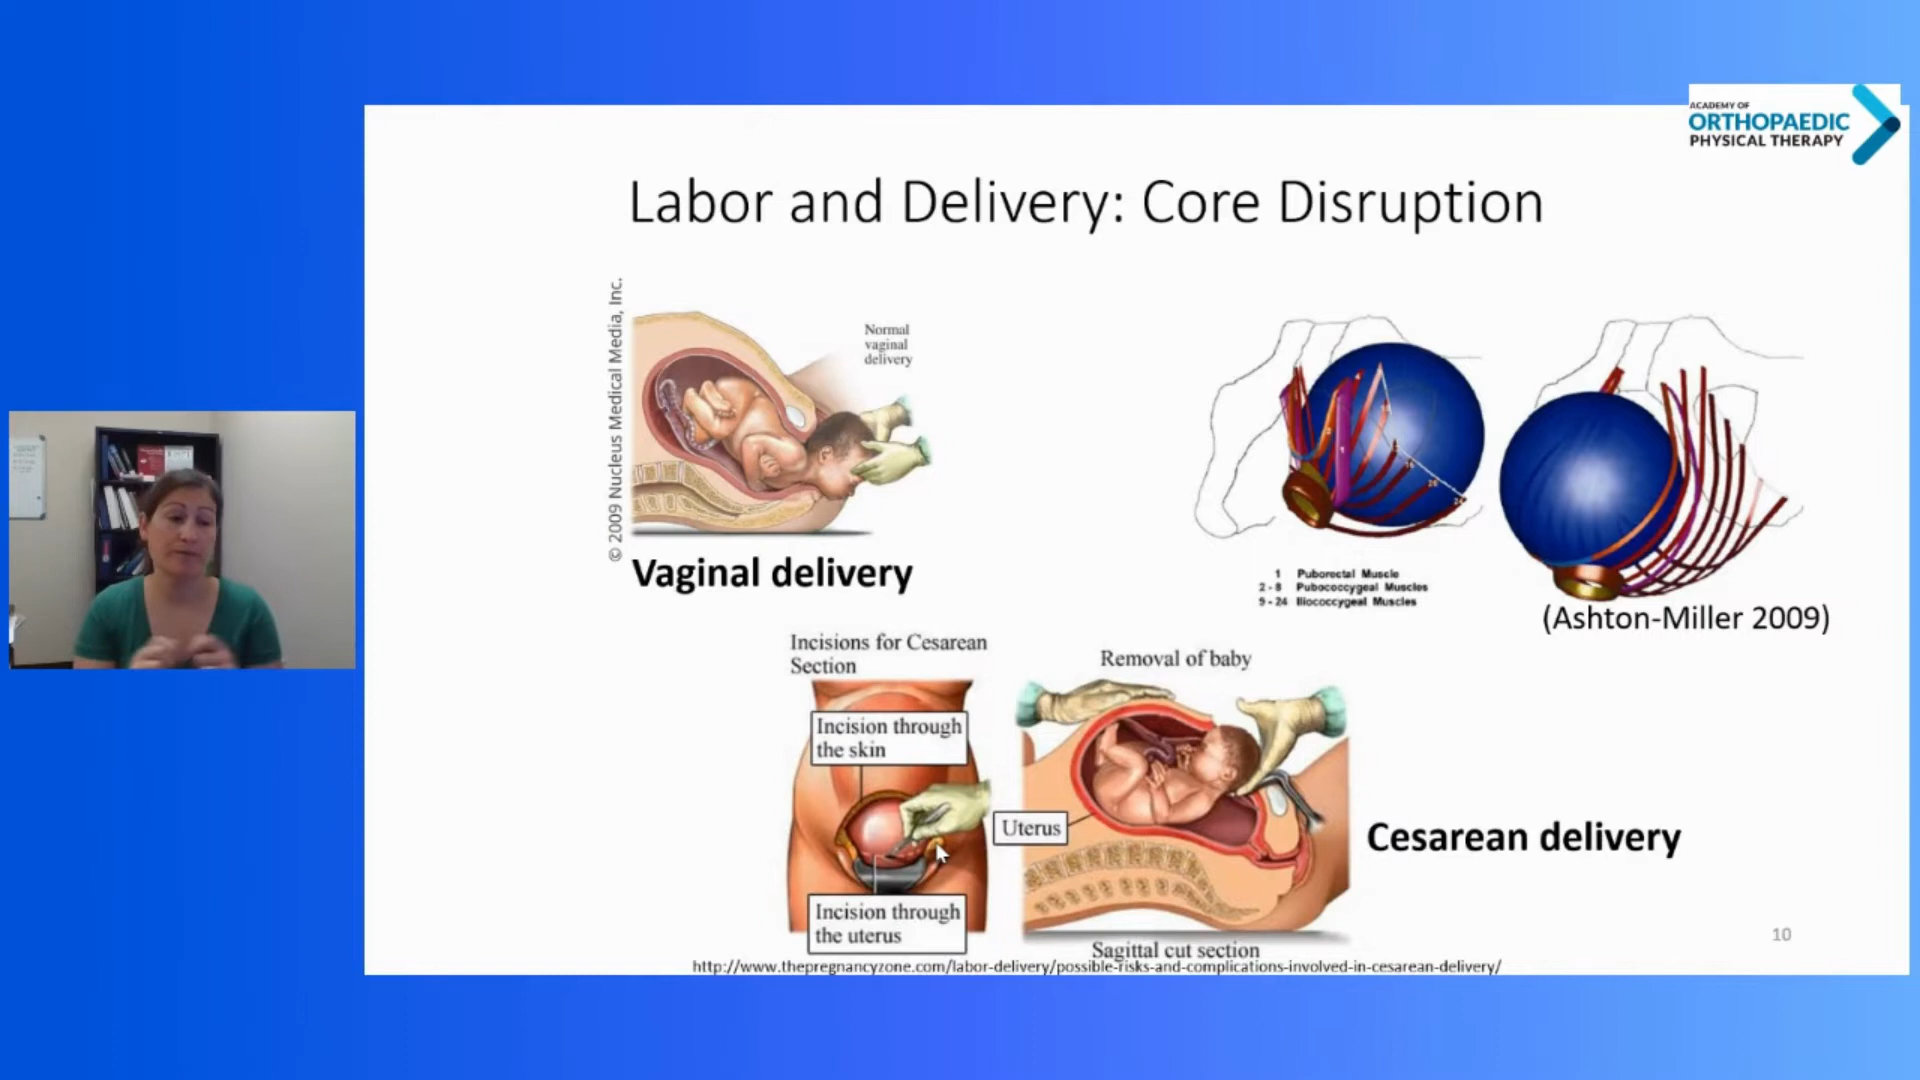 ACADEMY OF
ORTHOPAEDIC
PHYSICAL THERAPY
Labor and Delivery: Core Disruption
© 2009 Nucleus Medical Media, Inc.
Normal
vaginal
delivery
Vaginal delivery
1 Puborectal Muscle
2-8 Pubococcygeal Muscles
9-24 Iliococcygeal Muscles
(Ashton-Miller 2009)
Incisions for Cesarean
Section
Incision through
the skin
Incision through
the uterus
Removal of baby
Uterus
Sagittal cut section
Cesarean delivery
http://www.thepregnancyzone.com/labor-delivery/possible-risks-and-complications-involved-in-cesarean-delivery/
10